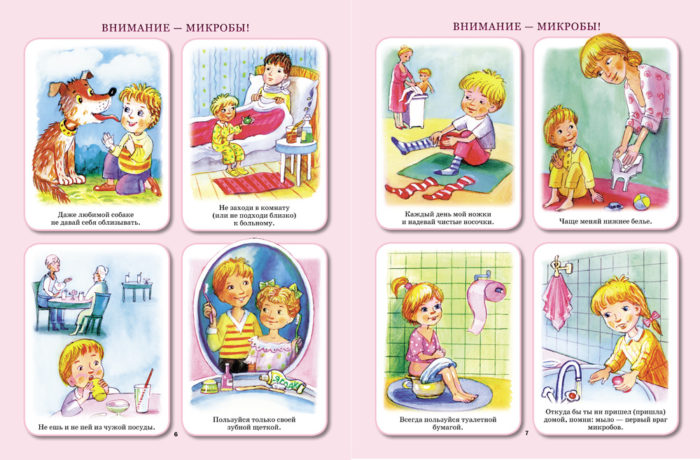 ВНИМАНИЕ — МИКРОБЫ!
Даже любимой собаке
не давай себя облизывать.
Не заходи в комнату
(или не подходи близко)
к больному.
Не ешь и не пей из чужой посуды.
Пользуйся только своей
зубной щеткой.
6
ВНИМАНИЕ — МИКРОБЫ!
Каждый день мой ножки
и надевай чистые носочки.
Чаще меняй нижнее белье.
Всегда пользуйся туалетной
бумагой.
Откуда бы ты ни пришел (пришла)
домой, помни: мыло — первый враг
микробов.
7